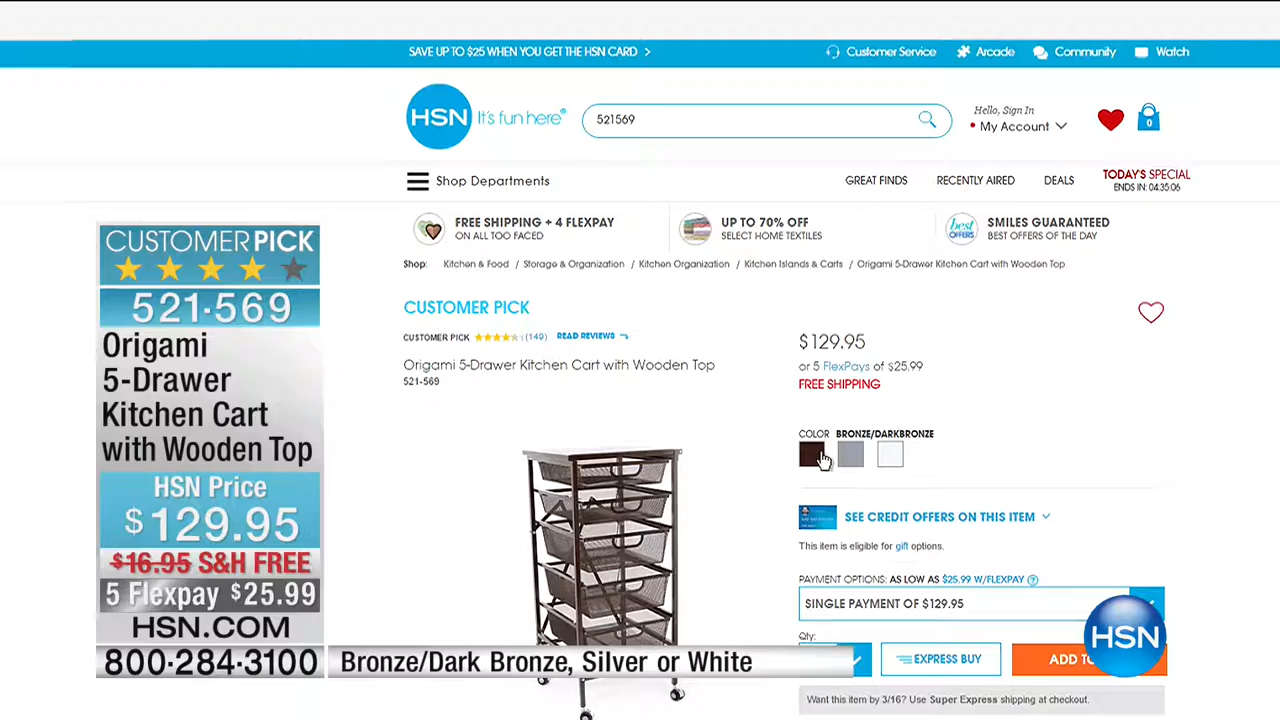 SAVE UP TO $25 WHEN YOU GET THE HSN CARD >
Customer Service Arcade Community Watch
HSN It's fun here®
521569
Hello, Sign In
My Account
0
Shop Departments
GREAT FINDS RECENTLY AIRED DEALS
TODAY'S SPECIAL
ENDS IN: 04:35:06
FREE SHIPPING + 4 FLEXPAY
ON ALL TOO FACED
UP TO 70% OFF
SELECT HOME TEXTILES
best OFFERS
SMILES GUARANTEED
BEST OFFERS OF THE DAY
Shop: Kitchen & Food / Storage & Organization / Kitchen Organization / Kitchen Islands & Carts / Origami 5-Drawer Kitchen Cart with Wooden Top
CUSTOMER PICK
CUSTOMER PICK (149) READ REVIEWS
Origami 5-Drawer Kitchen Cart with Wooden Top
521-569
$129.95
or 5 FlexPays of $25.99
FREE SHIPPING
COLOR BRONZE/DARKBRONZE
SEE CREDIT OFFERS ON THIS ITEM
This item is eligible for gift options.
PAYMENT OPTIONS: AS LOW AS $25.99 W/FLEXPAY ?
SINGLE PAYMENT OF $129.95
Qty:
EXPRESS BUY
ADD TO
HSN
Want this item by 3/16? Use Super Express shipping at checkout.
CUSTOMER PICK
521-569
Origami
5-Drawer
Kitchen Cart
with Wooden Top
HSN Price
$129.95
$16.95 S&H FREE
5 Flexpay $25.99
HSN.COM
800-284-3100
Bronze/Dark Bronze, Silver or White